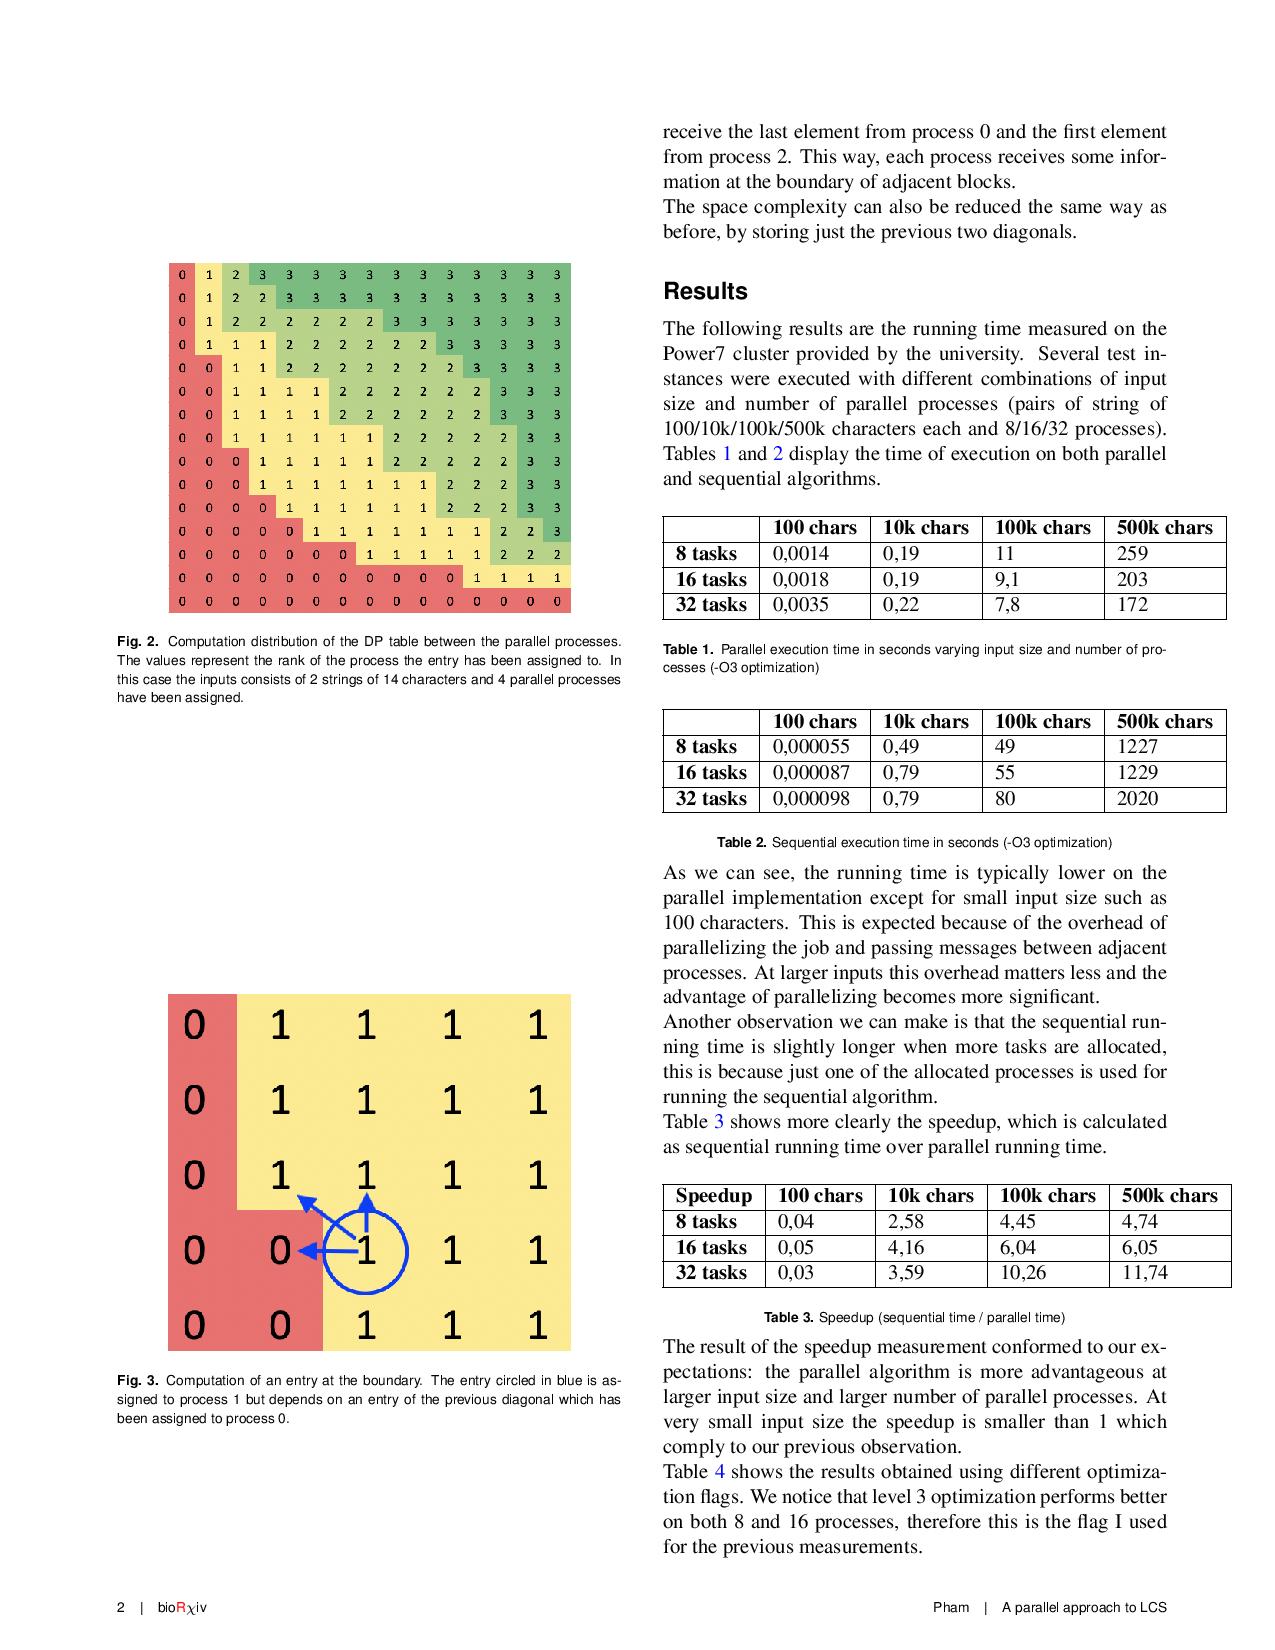 0 1 2 3 3 3 3 3 3 3 3 3 3 3 3
0 1 2 2 3 3 3 3 3 3 3 3 3 3 3
0 1 2 2 2 2 2 2 3 3 3 3 3 3 3
0 1 1 1 2 2 2 2 2 2 3 3 3 3 3
0 0 1 1 2 2 2 2 2 2 2 3 3 3 3
0 0 1 1 1 1 2 2 2 2 2 2 3 3 3
0 0 1 1 1 1 2 2 2 2 2 2 3 3 3
0 0 1 1 1 1 1 1 2 2 2 2 2 3 3
0 0 0 1 1 1 1 1 2 2 2 2 2 3 3
0 0 0 1 1 1 1 1 1 1 2 2 2 3 3
0 0 0 0 1 1 1 1 1 1 2 2 2 3 3
0 0 0 0 0 1 1 1 1 1 1 1 2 2 3
0 0 0 0 0 0 0 1 1 1 1 1 2 2 2
0 0 0 0 0 0 0 0 0 0 0 1 1 1 1
0 0 0 0 0 0 0 0 0 0 0 0 0 0 0
Fig. 2. Computation distribution of the DP table between the parallel processes.
The values represent the rank of the process the entry has been assigned to. In
this case the inputs consists of 2 strings of 14 characters and 4 parallel processes
have been assigned.
0 1 1 1 1
0 1 1 1 1
0 1 1 1 1
0 0 1 1 1
0 0 1 1 1
Fig. 3. Computation of an entry at the boundary. The entry circled in blue is as-
signed to process 1 but depends on an entry of the previous diagonal which has
been assigned to process 0.
receive the last element from process 0 and the first element
from process 2. This way, each process receives some infor-
mation at the boundary of adjacent blocks.
The space complexity can also be reduced the same way as
before, by storing just the previous two diagonals.
Results
The following results are the running time measured on the
Power7 cluster provided by the university. Several test in-
stances were executed with different combinations of input
size and number of parallel processes (pairs of string of
100/10k/100k/500k characters each and 8/16/32 processes).
Tables 1 and 2 display the time of execution on both parallel
and sequential algorithms.
100 chars 10k chars 100k chars 500k chars
8 tasks 0,0014 0,19 11 259
16 tasks 0,0018 0,19 9,1 203
32 tasks 0,0035 0,22 7,8 172
Table 1. Parallel execution time in seconds varying input size and number of pro-
cesses (-O3 optimization)
100 chars 10k chars 100k chars 500k chars
8 tasks 0,000055 0,49 49 1227
16 tasks 0,000087 0,79 55 1229
32 tasks 0,000098 0,79 80 2020
Table 2. Sequential execution time in seconds (-O3 optimization)
As we can see, the running time is typically lower on the
parallel implementation except for small input size such as
100 characters. This is expected because of the overhead of
parallelizing the job and passing messages between adjacent
processes. At larger inputs this overhead matters less and the
advantage of parallelizing becomes more significant.
Another observation we can make is that the sequential run-
ning time is slightly longer when more tasks are allocated,
this is because just one of the allocated processes is used for
running the sequential algorithm.
Table 3 shows more clearly the speedup, which is calculated
as sequential running time over parallel running time.
Speedup 100 chars 10k chars 100k chars 500k chars
8 tasks 0,04 2,58 4,45 4,74
16 tasks 0,05 4,16 6,04 6,05
32 tasks 0,03 3,59 10,26 11,74
Table 3. Speedup (sequential time / parallel time)
The result of the speedup measurement conformed to our ex-
pectations: the parallel algorithm is more advantageous at
larger input size and larger number of parallel processes. At
very small input size the speedup is smaller than 1 which
comply to our previous observation.
Table 4 shows the results obtained using different optimiza-
tion flags. We notice that level 3 optimization performs better
on both 8 and 16 processes, therefore this is the flag I used
for the previous measurements.
2 | bioRχiv
Pham | A parallel approach to LCS